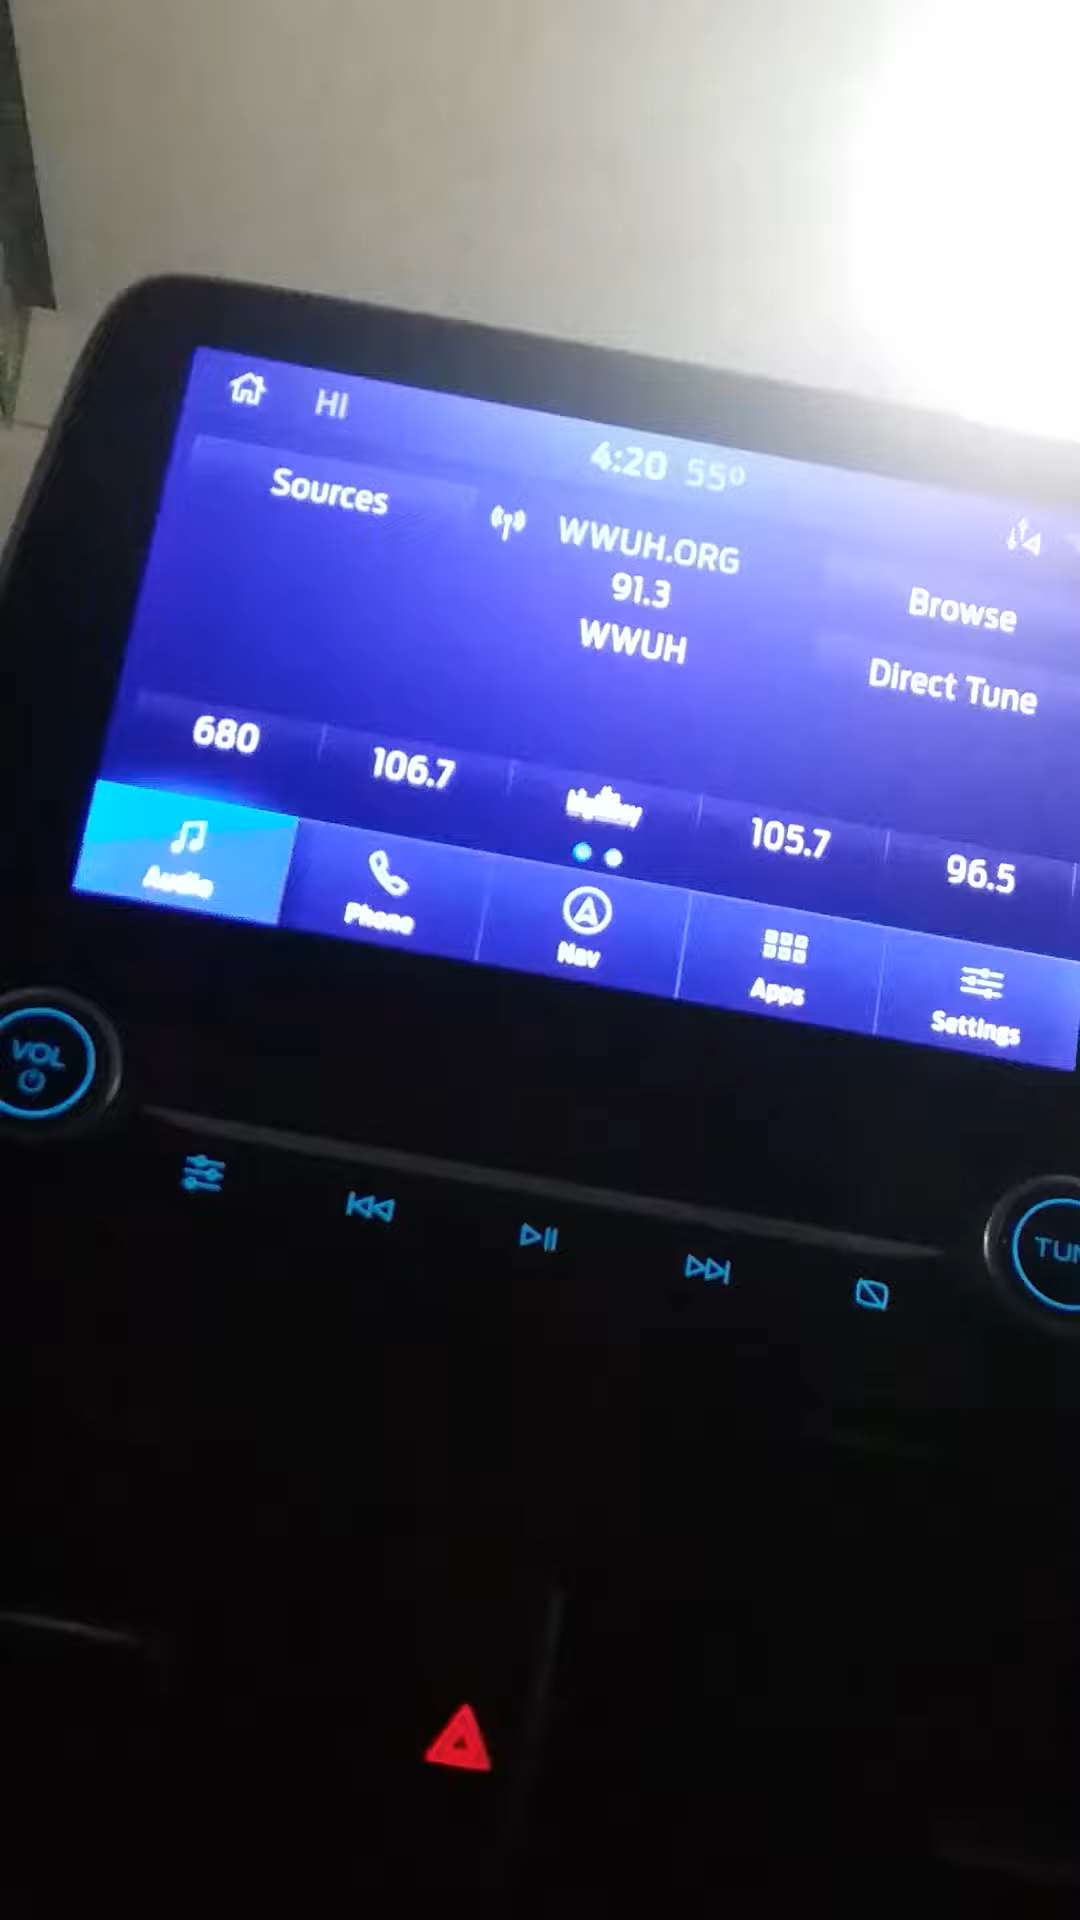 HI
4:20 55°
Sources
WWUH.ORG
91.3
WWUH
Browse
Direct Tune
680
106.7
105.7
96.5
Audio
Phone
Nav
Apps
Settings
VOL